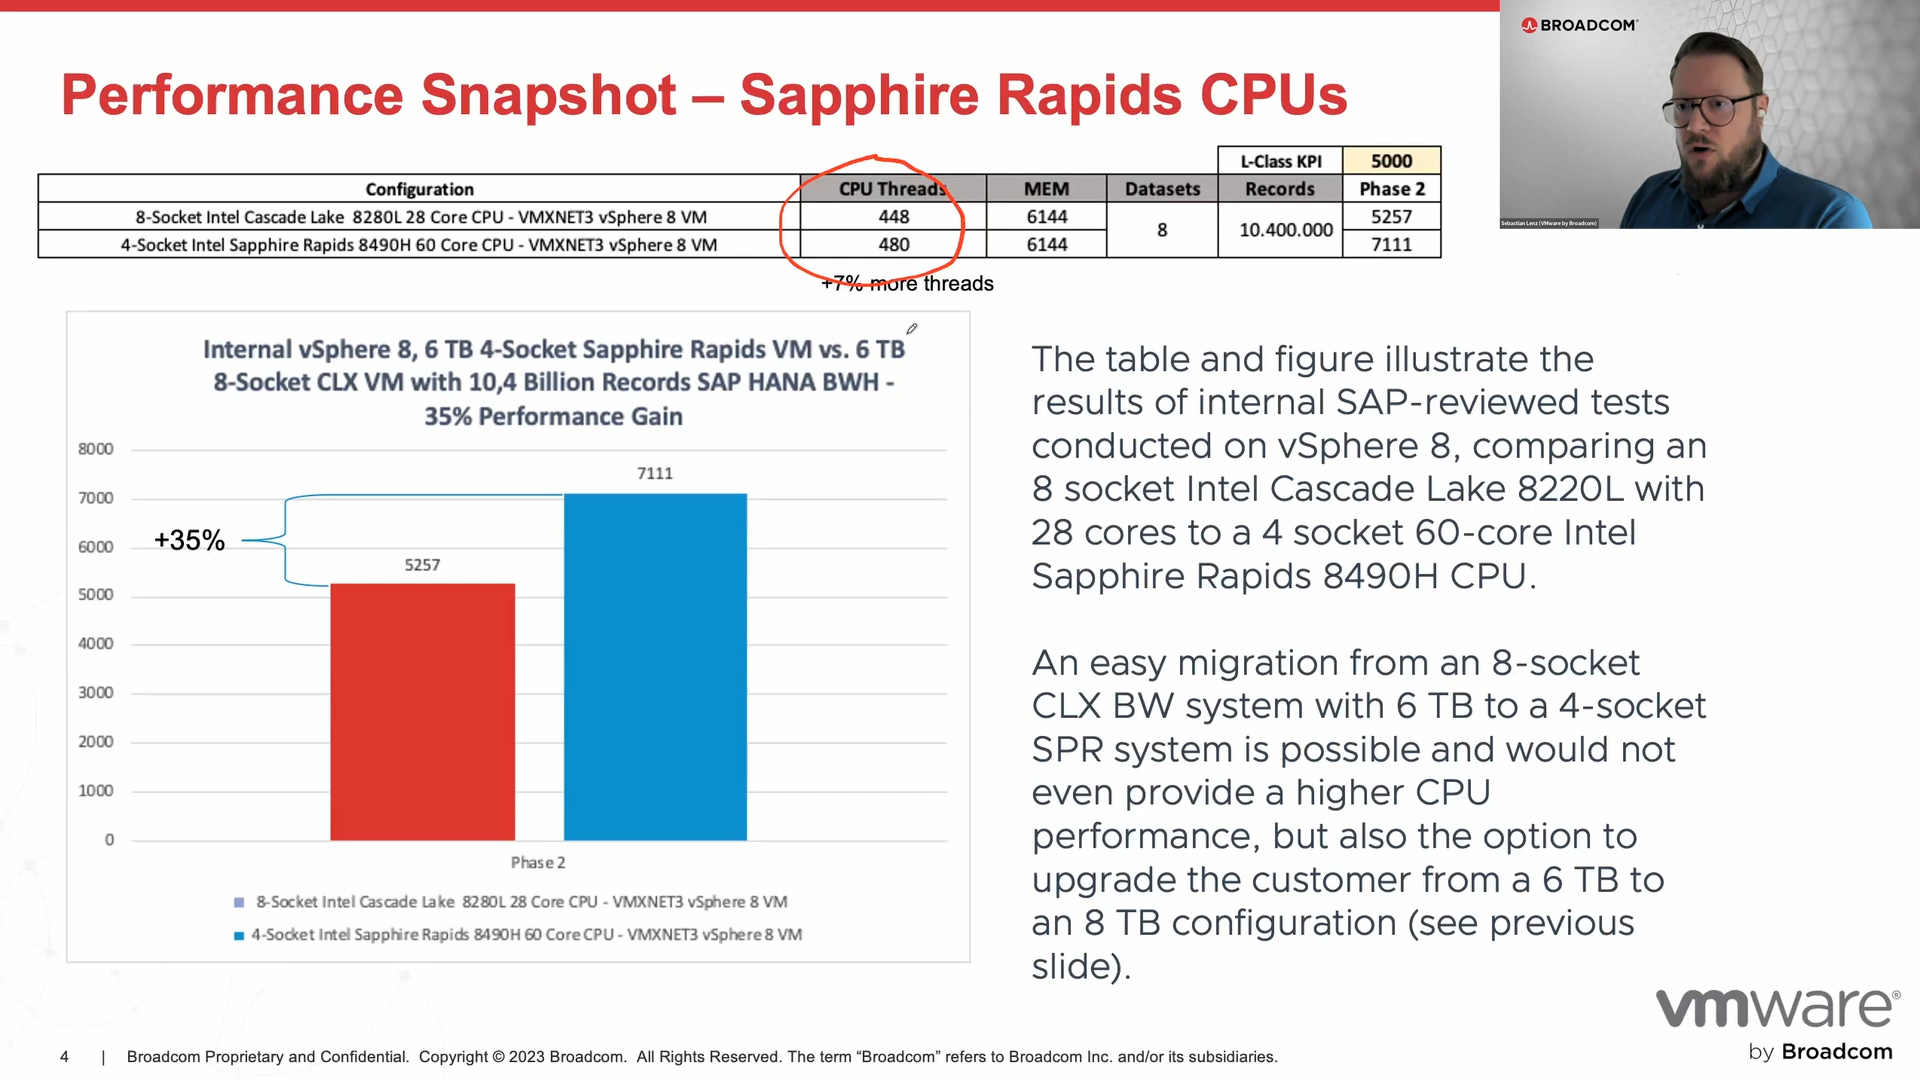 BROADCOM
Sebastian Lenz (VMware by Broadcom)
Performance Snapshot – Sapphire Rapids CPUs
L-Class KPI 5000
Configuration CPU Threads MEM Datasets Records Phase 2
8-Socket Intel Cascade Lake 8280L 28 Core CPU - VMXNET3 vSphere 8 VM 448 6144 8 10.400.000 5257
4-Socket Intel Sapphire Rapids 8490H 60 Core CPU - VMXNET3 vSphere 8 VM 480 6144 7111
+7% more threads
Internal vSphere 8, 6 TB 4-Socket Sapphire Rapids VM vs. 6 TB
8-Socket CLX VM with 10,4 Billion Records SAP HANA BWH -
35% Performance Gain
8000
7000
6000
5000
4000
3000
2000
1000
0
+35%
5257
7111
Phase 2
8-Socket Intel Cascade Lake 8280L 28 Core CPU - VMXNET3 vSphere 8 VM
4-Socket Intel Sapphire Rapids 8490H 60 Core CPU - VMXNET3 vSphere 8 VM
The table and figure illustrate the
results of internal SAP-reviewed tests
conducted on vSphere 8, comparing an
8 socket Intel Cascade Lake 8220L with
28 cores to a 4 socket 60-core Intel
Sapphire Rapids 8490H CPU.
An easy migration from an 8-socket
CLX BW system with 6 TB to a 4-socket
SPR system is possible and would not
even provide a higher CPU
performance, but also the option to
upgrade the customer from a 6 TB to
an 8 TB configuration (see previous
slide).
vmware®
by Broadcom
4 | Broadcom Proprietary and Confidential. Copyright © 2023 Broadcom. All Rights Reserved. The term “Broadcom” refers to Broadcom Inc. and/or its subsidiaries.